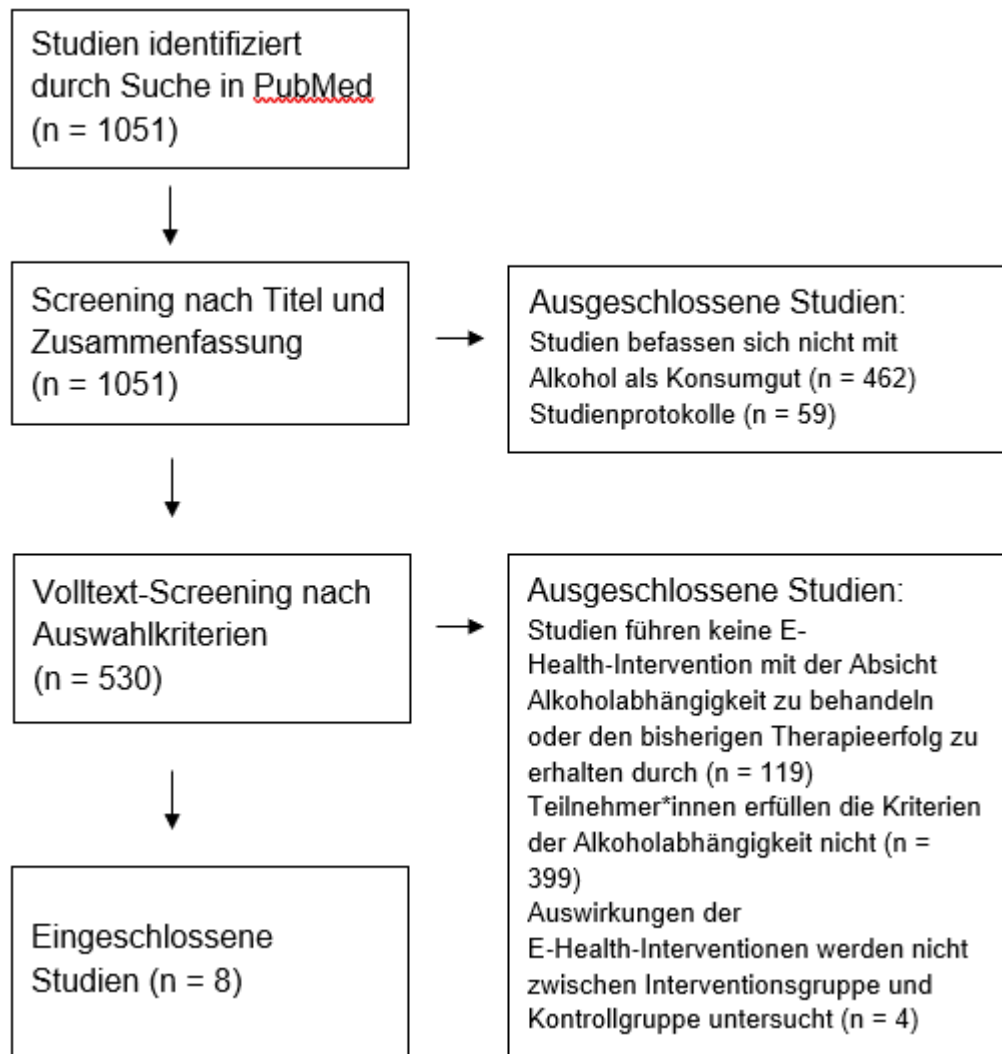 Studien identifiziert
durch Suche in PubMed
(n = 1051)
Screening nach Titel und
Zusammenfassung
(n = 1051)
Ausgeschlossene Studien:
Studien befassen sich nicht mit
Alkohol als Konsumgut (n = 462)
Studienprotokolle (n = 59)
Volltext-Screening nach
Auswahlkriterien
(n = 530)
Ausgeschlossene Studien:
Studien führen keine E-
Health-Intervention mit der Absicht
Alkoholabhängigkeit zu behandeln
oder den bisherigen Therapieerfolg zu
erhalten durch (n = 119)
Teilnehmer*innen erfüllen die Kriterien
der Alkoholabhängigkeit nicht (n =
399)
Auswirkungen der
E-Health-Interventionen werden nicht
zwischen Interventionsgruppe und
Kontrollgruppe untersucht (n = 4)
Eingeschlossene
Studien (n = 8)